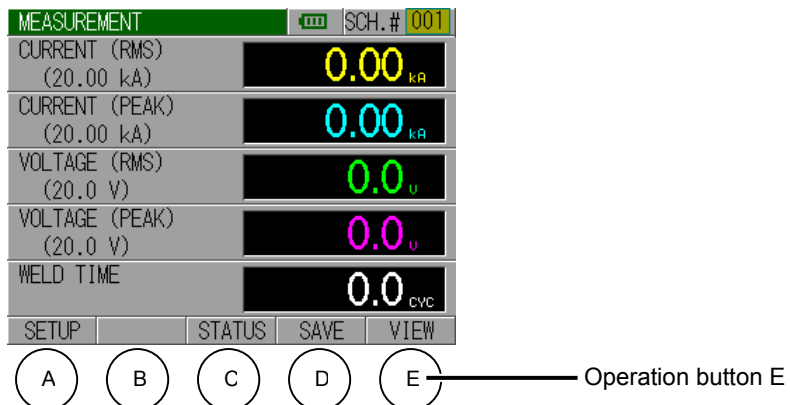 MEASUREMENT SCH.# 001
CURRENT (RMS) 0.00 kA
(20.00 kA)
CURRENT (PEAK) 0.00 kA
(20.00 kA)
VOLTAGE (RMS) 0.0 V
(20.0 V)
VOLTAGE (PEAK) 0.0 V
(20.0 V)
WELD TIME 0.0 CYC
SETUP STATUS SAVE VIEW
A B C D E Operation button E